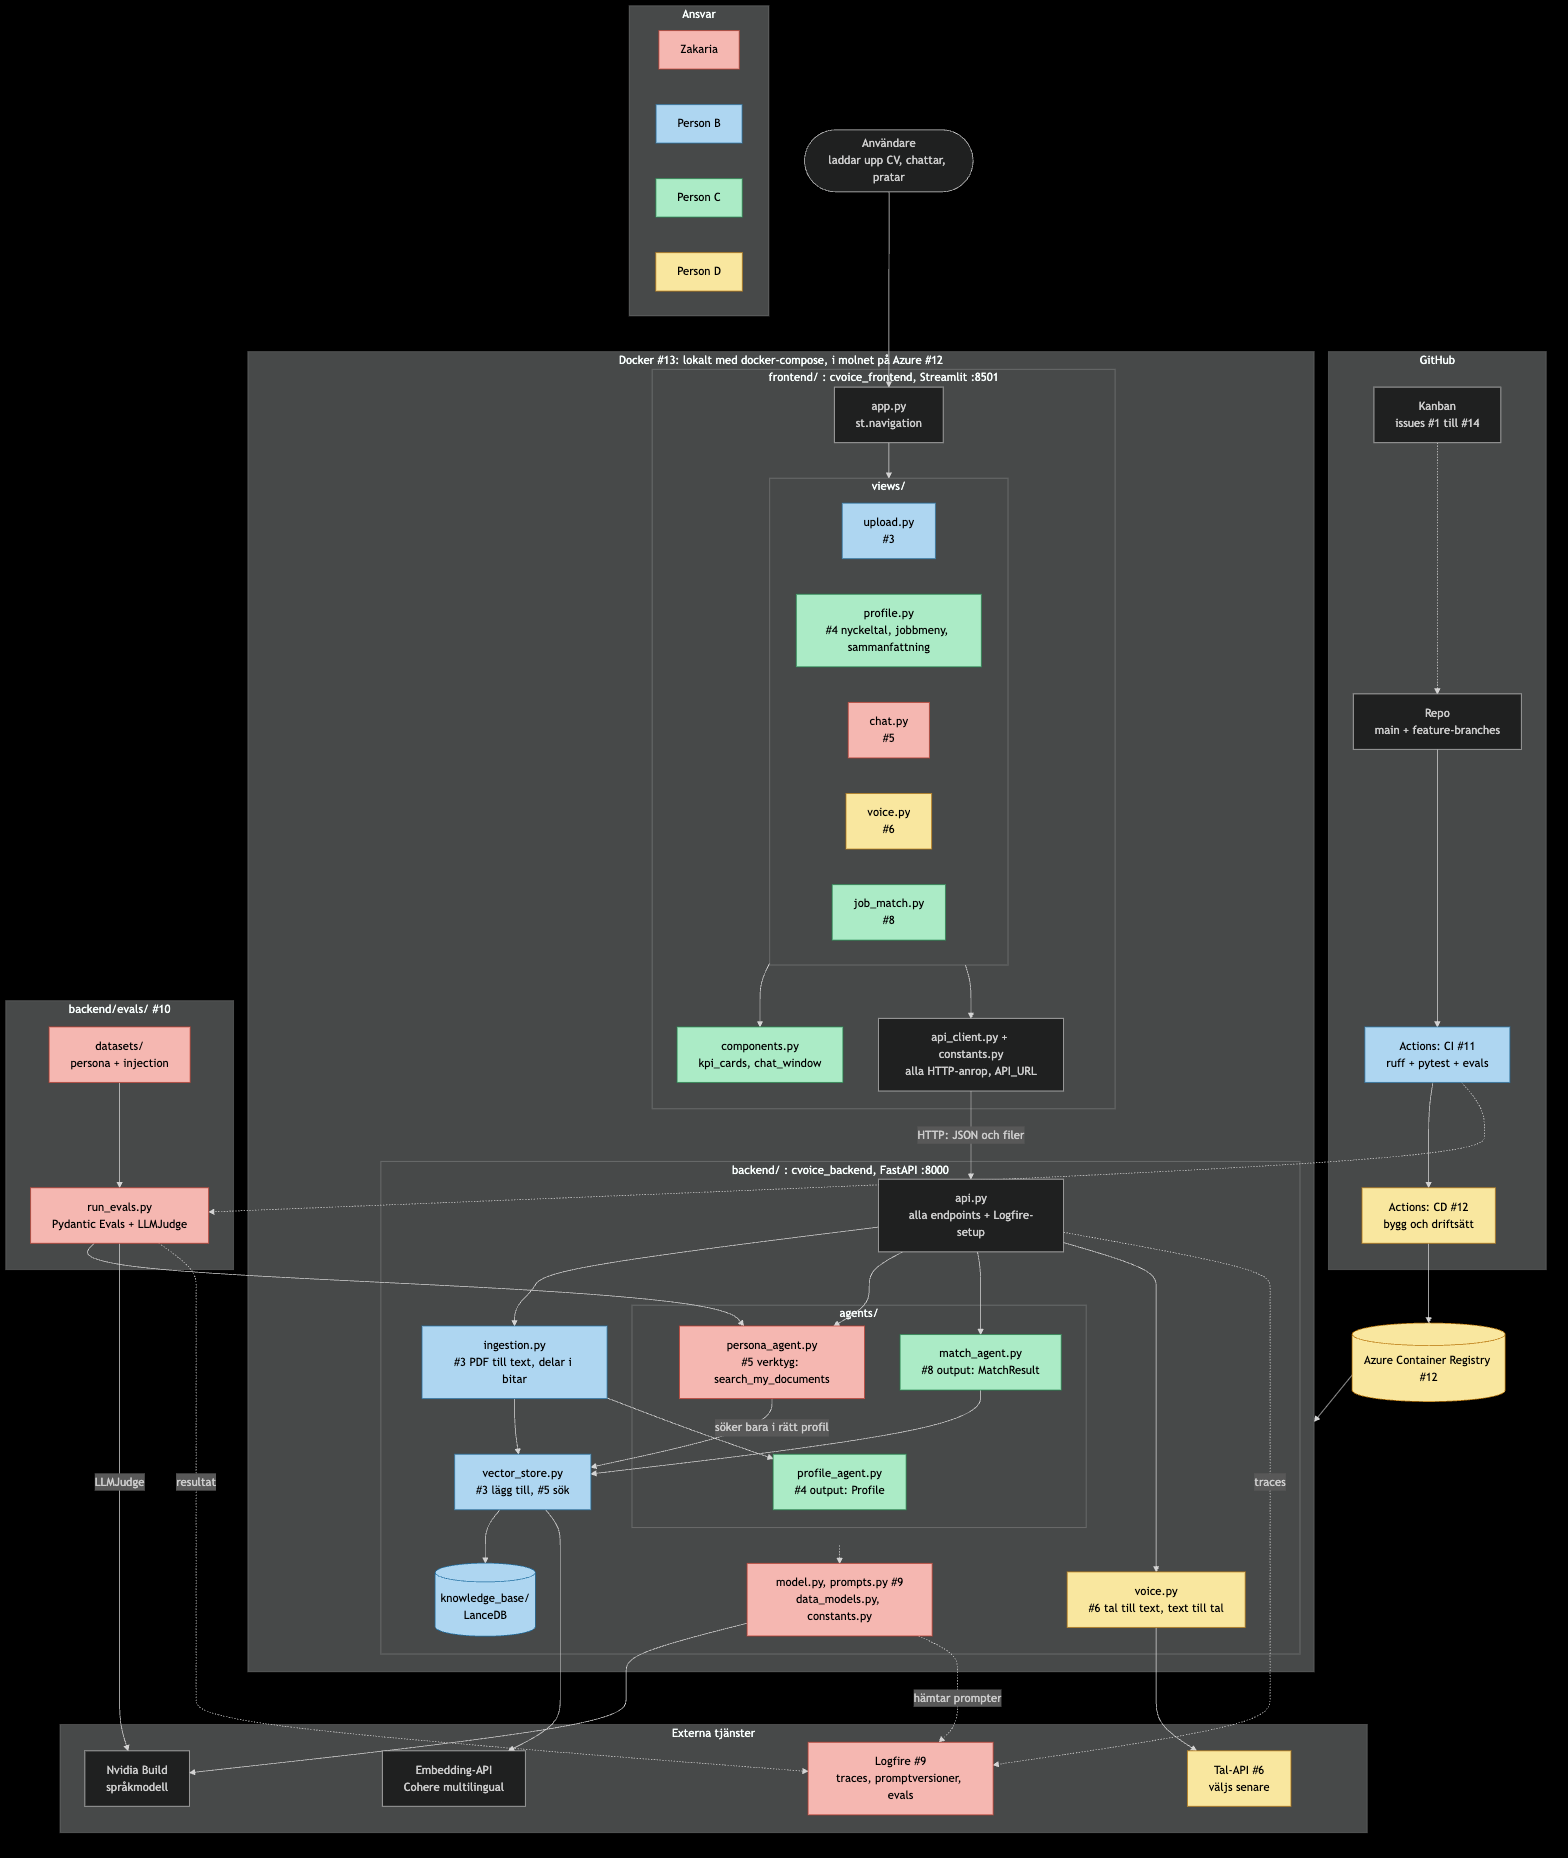 Ansvar
Zakaria
Person B
Person C
Person D
Användare
laddar upp CV, chattar,
pratar
Docker #13: lokalt med docker-compose, i molnet på Azure #12
frontend/ : cvoice_frontend, Streamlit :8501
app.py
st.navigation
views/
upload.py
#3
profile.py
#4 nyckeltal, jobbmeny,
sammanfattning
chat.py
#5
voice.py
#6
job_match.py
#8
components.py
kpi_cards, chat_window
api_client.py +
constants.py
alla HTTP-anrop, API_URL
HTTP: JSON och filer
GitHub
Kanban
issues #1 till #14
Repo
main + feature-branches
Actions: CI #11
ruff + pytest + evals
Actions: CD #12
bygg och driftsätt
Azure Container Registry
#12
backend/evals/ #10
datasets/
persona + injection
run_evals.py
Pydantic Evals + LLMJudge
LLMJudge
resultat
backend/ : cvoice_backend, FastAPI :8000
api.py
alla endpoints + Logfire-
setup
ingestion.py
#3 PDF till text, delar i
bitar
agents/
persona_agent.py
#5 verktyg:
search_my_documents
match_agent.py
#8 output: MatchResult
söker bara i rätt profil
vector_store.py
#3 lägg till, #5 sök
profile_agent.py
#4 output: Profile
traces
knowledge_base/
LanceDB
model.py, prompts.py #9
data_models.py,
constants.py
voice.py
#6 tal till text, text till tal
hämtar prompter
Externa tjänster
Nvidia Build
språkmodell
Embedding-API
Cohere multilingual
Logfire #9
traces, promptversioner,
evals
Tal-API #6
väljs senare